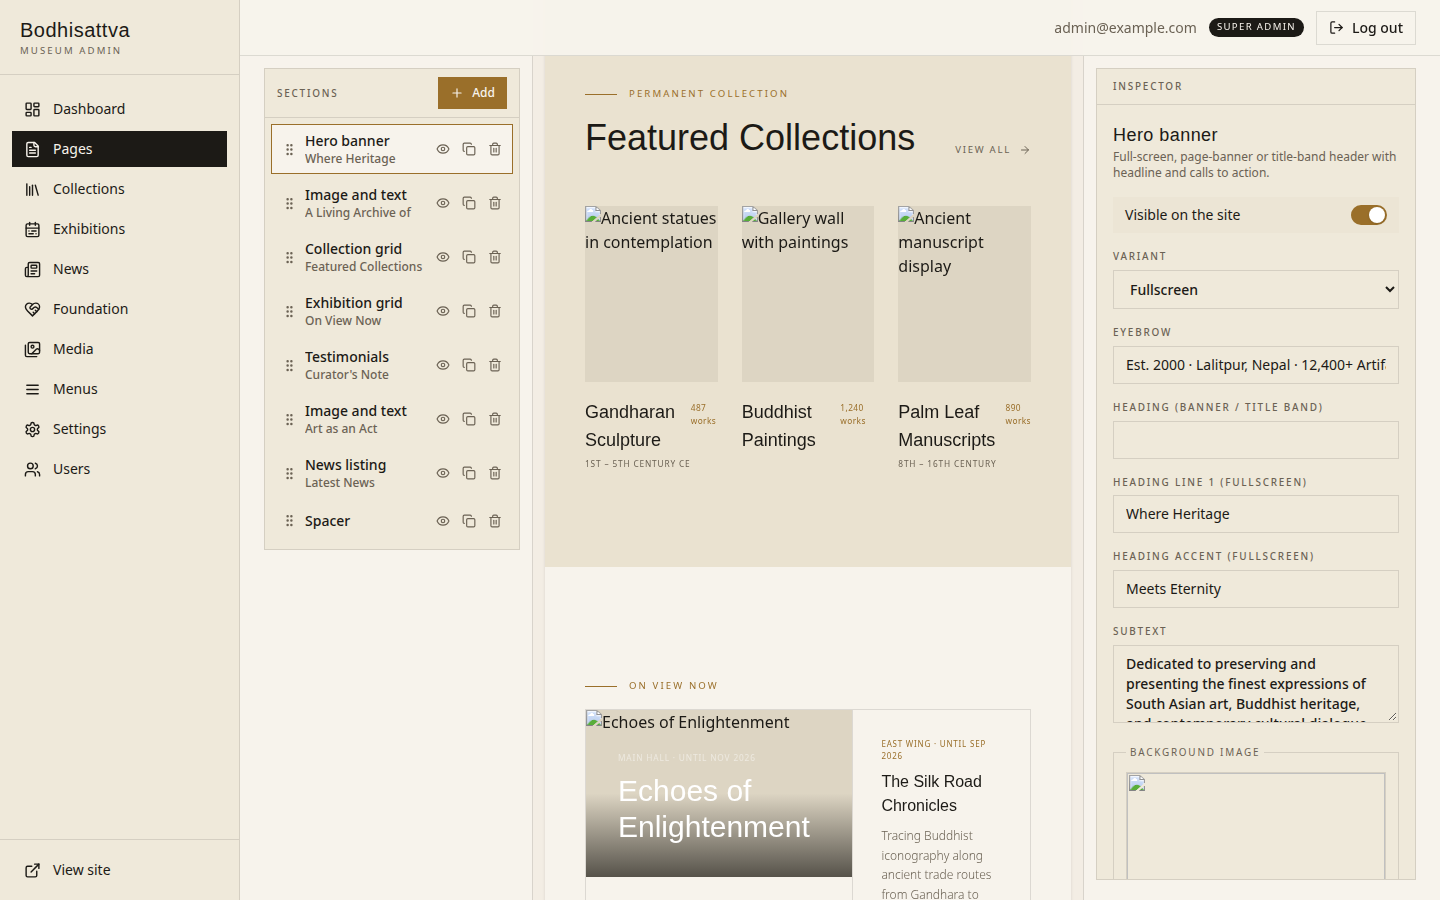 Bodhisattva
MUSEUM ADMIN
Dashboard
Pages
Collections
Exhibitions
News
Foundation
Media
Menus
Settings
Users
View site
admin@example.com
SUPER ADMIN
Log out
SECTIONS
Add
Hero banner
Where Heritage
Image and text
A Living Archive of
Collection grid
Featured Collections
Exhibition grid
On View Now
Testimonials
Curator's Note
Image and text
Art as an Act
News listing
Latest News
Spacer
PERMANENT COLLECTION
Featured Collections
VIEW ALL
Ancient statues
in contemplation
Gallery wall
with paintings
Ancient
manuscript
display
Gandharan
Sculpture
487
works
1ST – 5TH CENTURY CE
Buddhist
Paintings
1,240
works
Palm Leaf
Manuscripts
890
works
8TH – 16TH CENTURY
ON VIEW NOW
Echoes of Enlightenment
MAIN HALL · UNTIL NOV 2026
Echoes of
Enlightenment
EAST WING · UNTIL SEP
2026
The Silk Road
Chronicles
Tracing Buddhist
iconography along
ancient trade routes
from Gandhara to
INSPECTOR
Hero banner
Full-screen, page-banner or title-band header with
headline and calls to action.
Visible on the site
VARIANT
Fullscreen
EYEBROW
Est. 2000 · Lalitpur, Nepal · 12,400+ Artif
HEADING (BANNER / TITLE BAND)
HEADING LINE 1 (FULLSCREEN)
Where Heritage
HEADING ACCENT (FULLSCREEN)
Meets Eternity
SUBTEXT
Dedicated to preserving and
presenting the finest expressions of
South Asian art, Buddhist heritage,
and contemporary cultural dialogue
BACKGROUND IMAGE